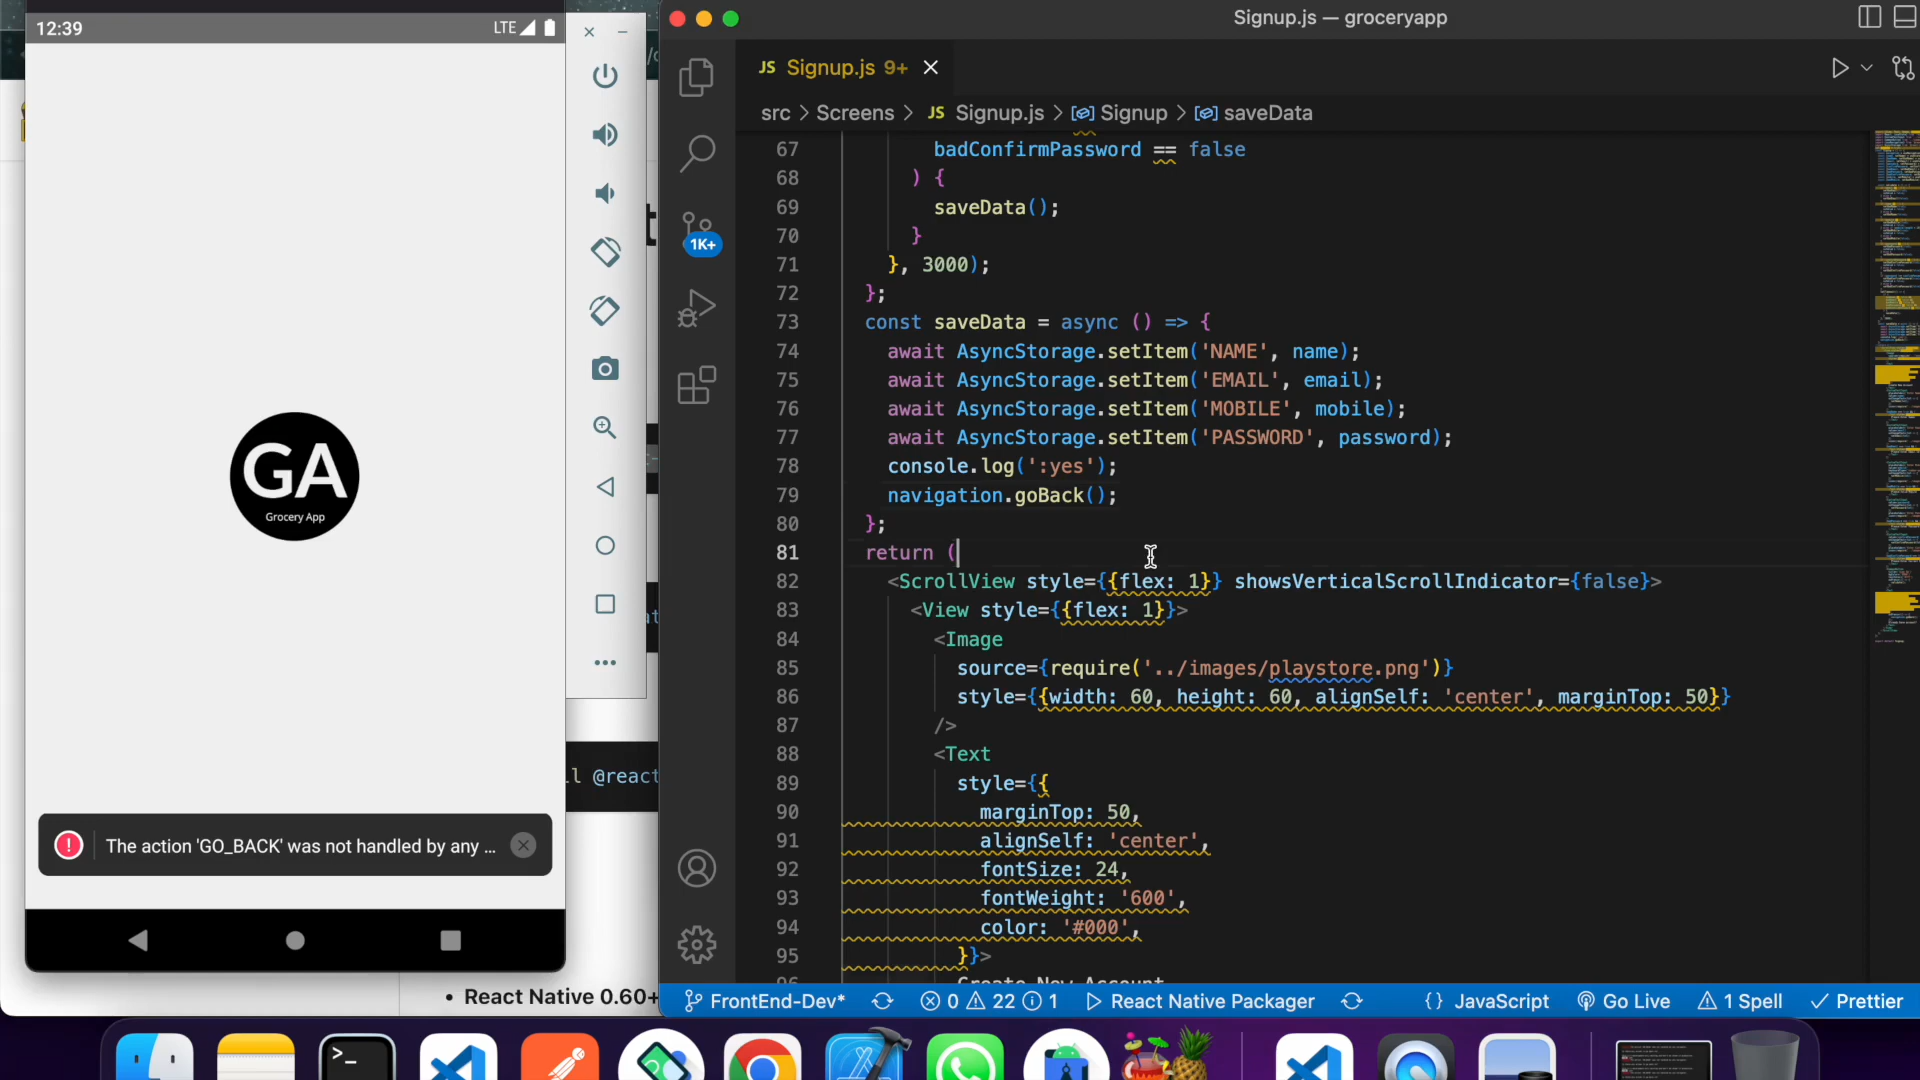 12:39
LTE
GA
Grocery App
The action 'GO_BACK' was not handled by any ...
ll @react
• React Native 0.60+
Signup.js — groceryapp
JS Signup.js 9+
src > Screens > JS Signup.js > Signup > saveData
1K+
67 badConfirmPassword == false
68 ) {
69 saveData();
70 }
71 }, 3000);
72 };
73 const saveData = async () => {
74 await AsyncStorage.setItem('NAME', name);
75 await AsyncStorage.setItem('EMAIL', email);
76 await AsyncStorage.setItem('MOBILE', mobile);
77 await AsyncStorage.setItem('PASSWORD', password);
78 console.log(':yes');
79 navigation.goBack();
80 };
81 return (
82 <ScrollView style={{flex: 1}} showsVerticalScrollIndicator={false}>
83 <View style={{flex: 1}}>
84 <Image
85 source={require('../images/playstore.png')}
86 style={{width: 60, height: 60, alignSelf: 'center', marginTop: 50}}
87 />
88 <Text
89 style={{
90 marginTop: 50,
91 alignSelf: 'center',
92 fontSize: 24,
93 fontWeight: '600',
94 color: '#000',
95 }}>
96 Create New Account
FrontEnd-Dev* 0 22 1 React Native Packager {} JavaScript Go Live 1 Spell Prettier